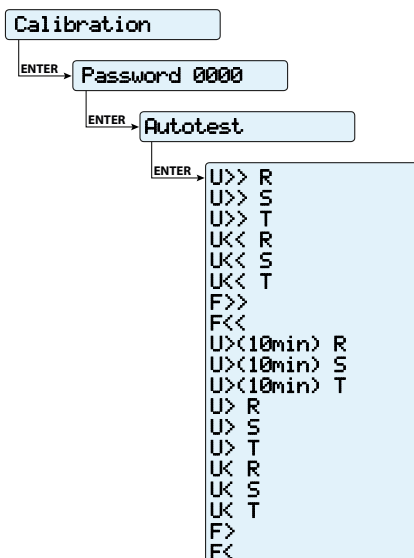 Calibration
ENTER
Password 0000
ENTER
Autotest
ENTER
U>> R
U>> S
U>> T
U<< R
U<< S
U<< T
F>>
F<<
U>(10min) R
U>(10min) S
U>(10min) T
U> R
U> S
U> T
U< R
U< S
U< T
F>
F<